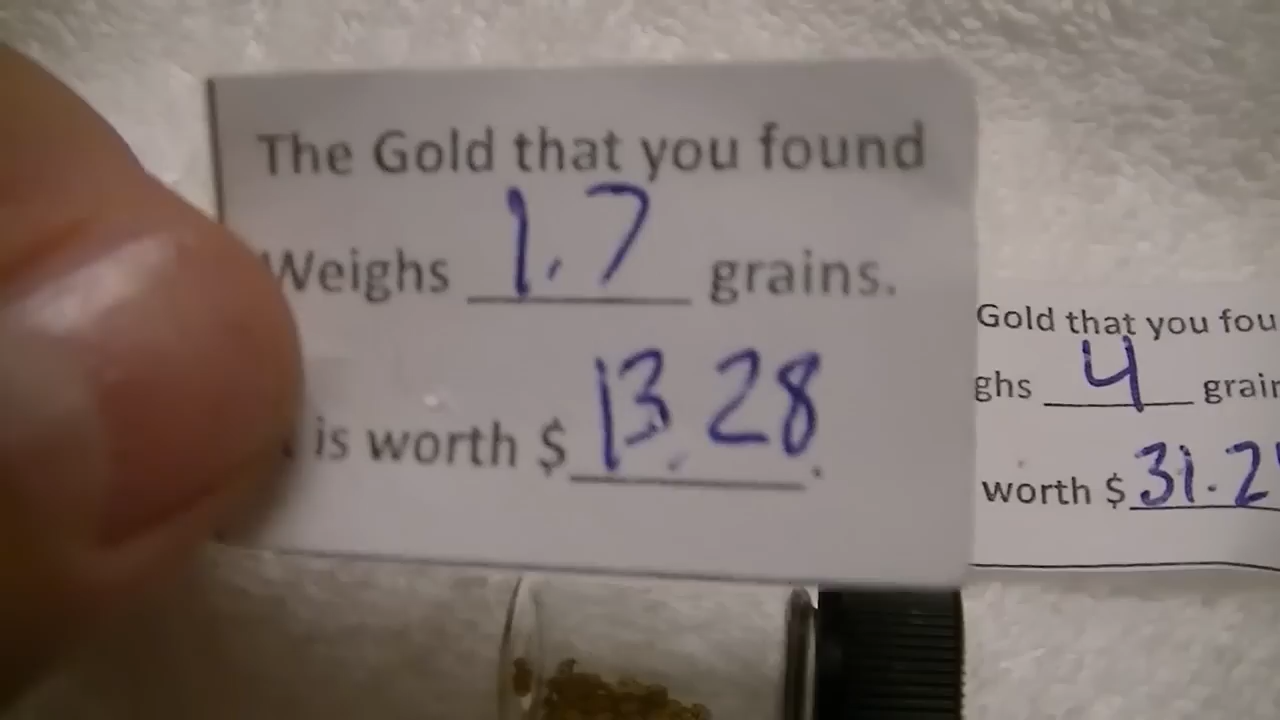 The Gold that you found
Weighs 1.7 grains.
is worth $ 13.28.
Gold that you fou
ghs 4 grain
worth $ 31.2